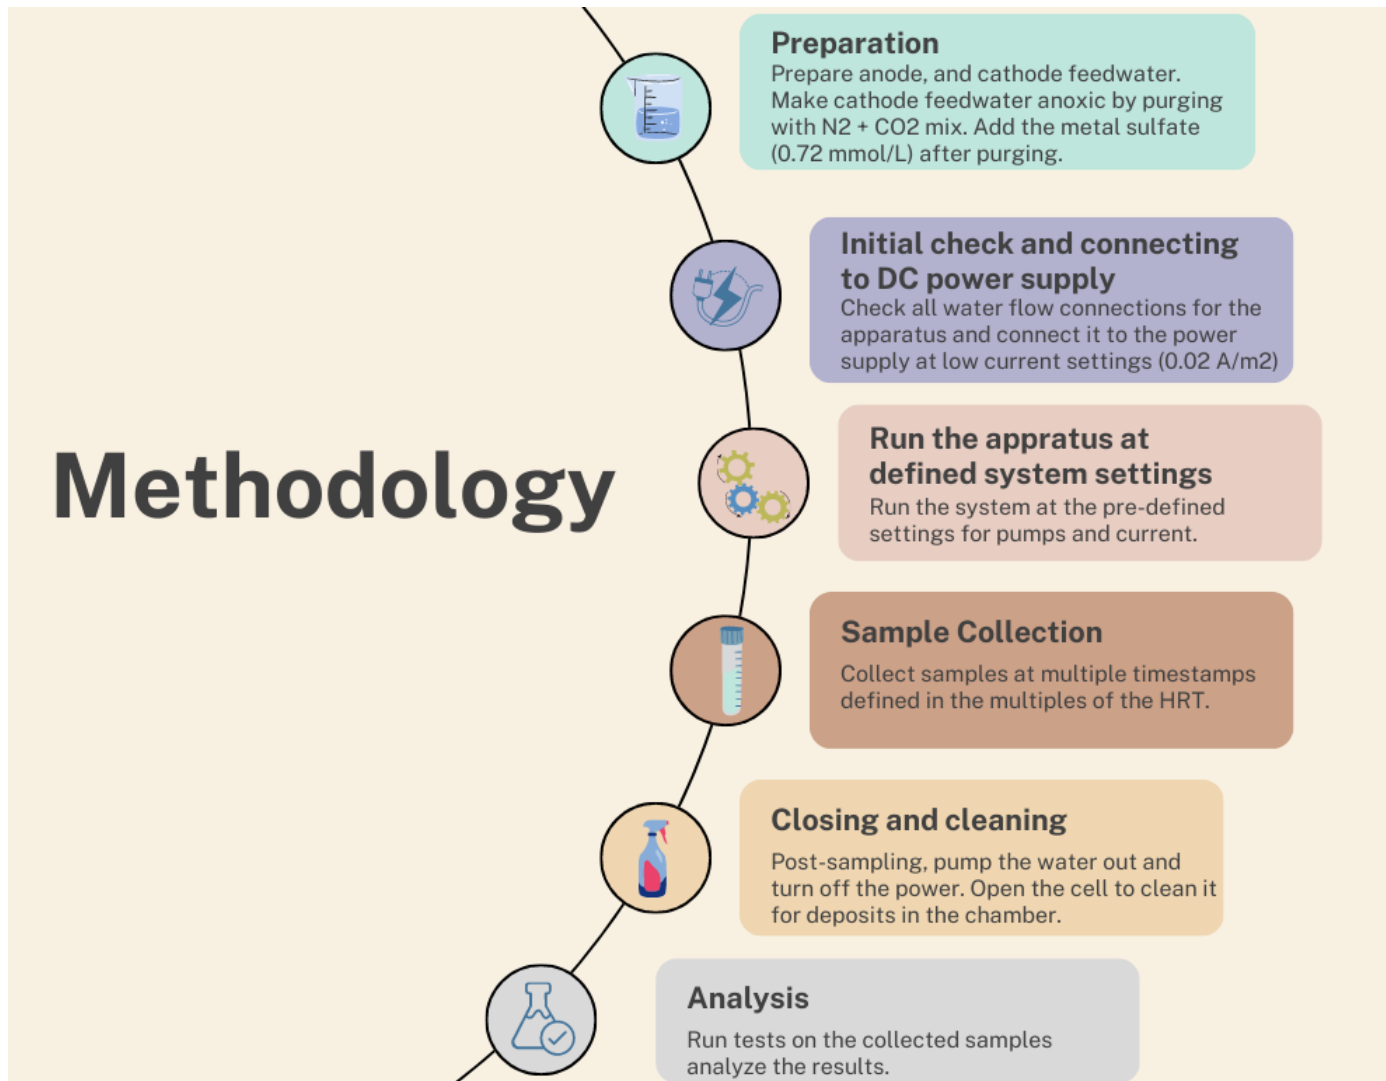 Methodology
Preparation
Prepare anode, and cathode feedwater.
Make cathode feedwater anoxic by purging
with N2 + CO2 mix. Add the metal sulfate
(0.72 mmol/L) after purging.
Initial check and connecting
to DC power supply
Check all water flow connections for the
apparatus and connect it to the power
supply at low current settings (0.02 A/m2)
Run the appratus at
defined system settings
Run the system at the pre-defined
settings for pumps and current.
Sample Collection
Collect samples at multiple timestamps
defined in the multiples of the HRT.
Closing and cleaning
Post-sampling, pump the water out and
turn off the power. Open the cell to clean it
for deposits in the chamber.
Analysis
Run tests on the collected samples
analyze the results.